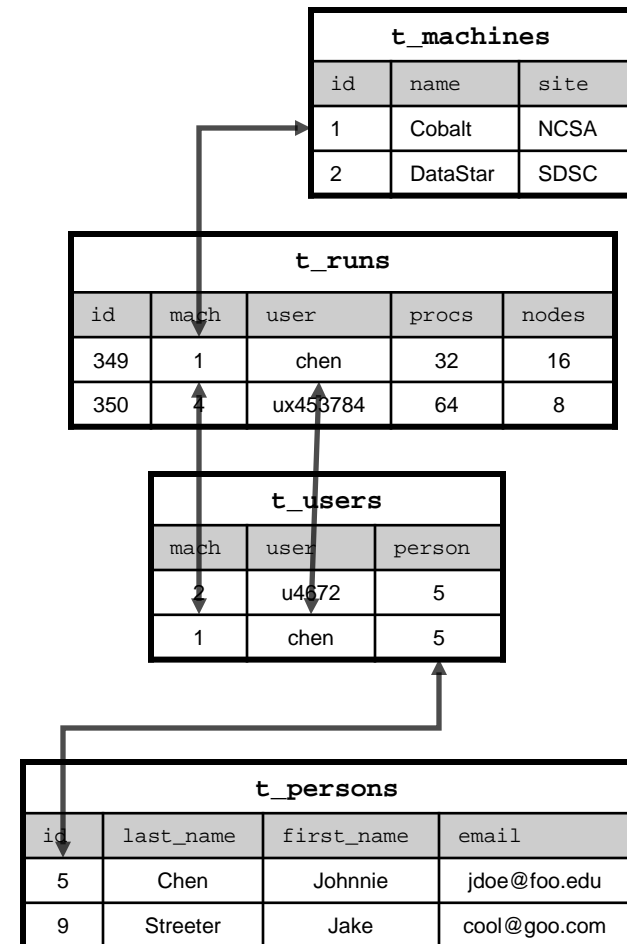 t_machines
id name site
1 Cobalt NCSA
2 DataStar SDSC
t_runs
id mach user procs nodes
349 1 chen 32 16
350 4 ux453784 64 8
t_users
mach user person
2 u4672 5
1 chen 5
t_persons
id last_name first_name email
5 Chen Johnnie jdoe@foo.edu
9 Streeter Jake cool@goo.com